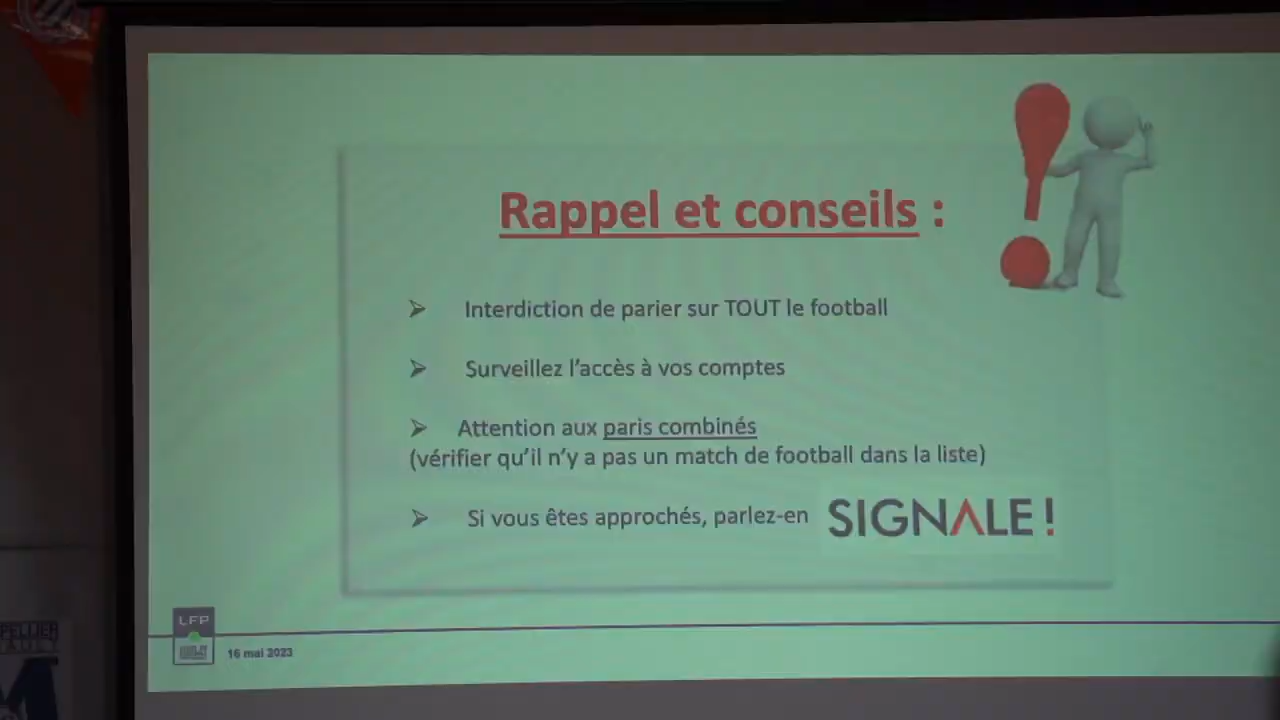 Rappel et conseils :
➢ Interdiction de parier sur TOUT le football
➢ Surveillez l'accès à vos comptes
➢ Attention aux paris combinés
(vérifier qu'il n'y a pas un match de football dans la liste)
➢ Si vous êtes approchés, parlez-en SIGNALE !
LFP
16 mai 2023
PELLIER